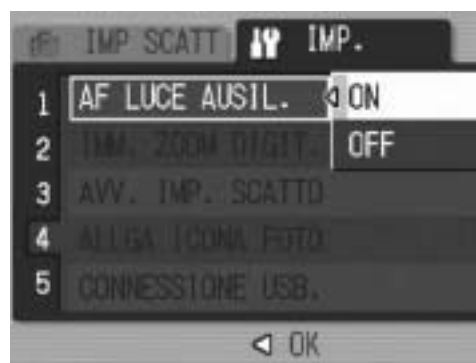 IMP SCATT IMP.
1 AF LUCE AUSIL. ON
2 IMM. ZOOM DIGIT. OFF
3 AVV. IMP. SCATTO
4 ALLGA ICONA FOTO
5 CONNESSIONE USB.
OK